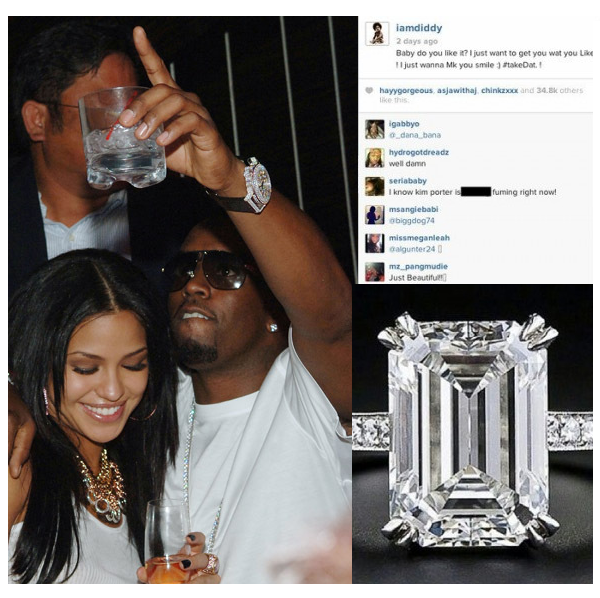 iamdiddy
2 days ago
Baby do you like it? I just want to get you wat you Like
! I just wanna Mk you smile :) #takeDat. !
hayygorgeous, asjawithaj, chinkzxxx and 34.8k others
like this.
igabbyo
@_dana_bana
hydrogotdreadz
well damn
seriababy
I know kim porter is fuming right now!
msangiebabi
@biggdog74
missmeganleah
@algunter24
mz_pangmudie
Just Beautiful!!